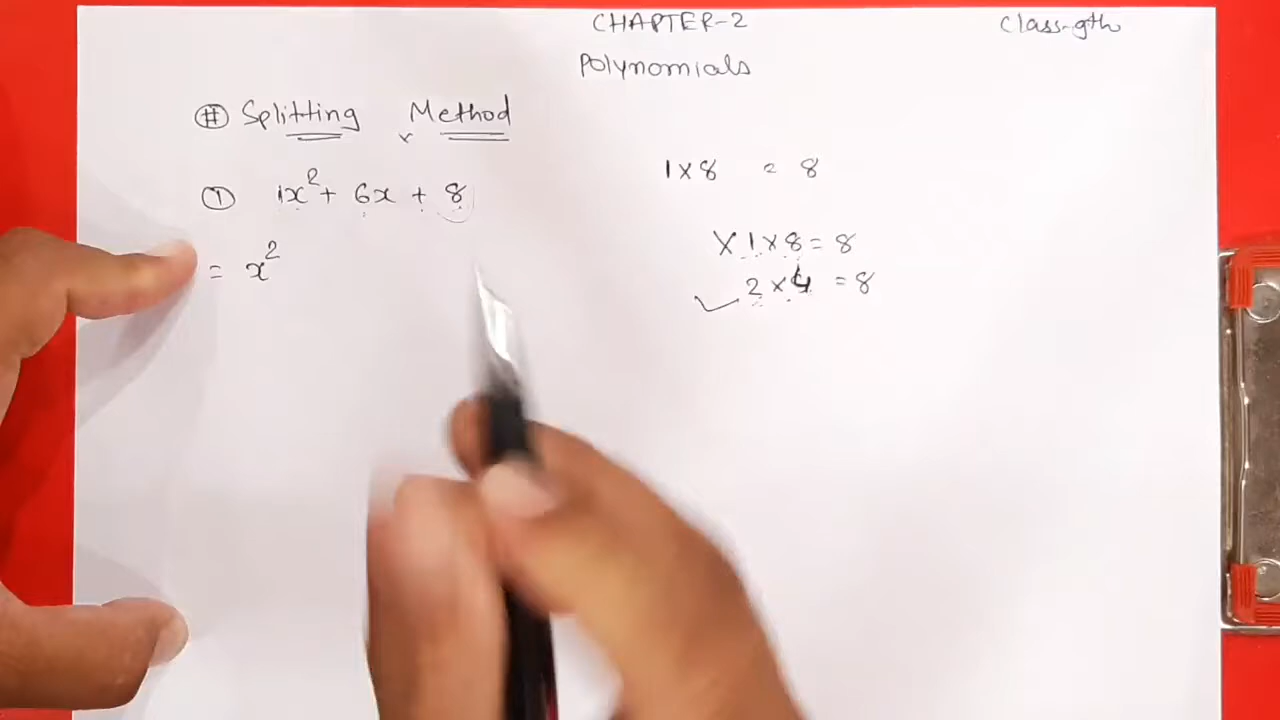 CHAPTER-2
Class-9th
Polynomials
# Splitting Method
1x8 = 8
① 1x²+ 6x + 8
X 1x8 = 8
= x²
2x4 = 8